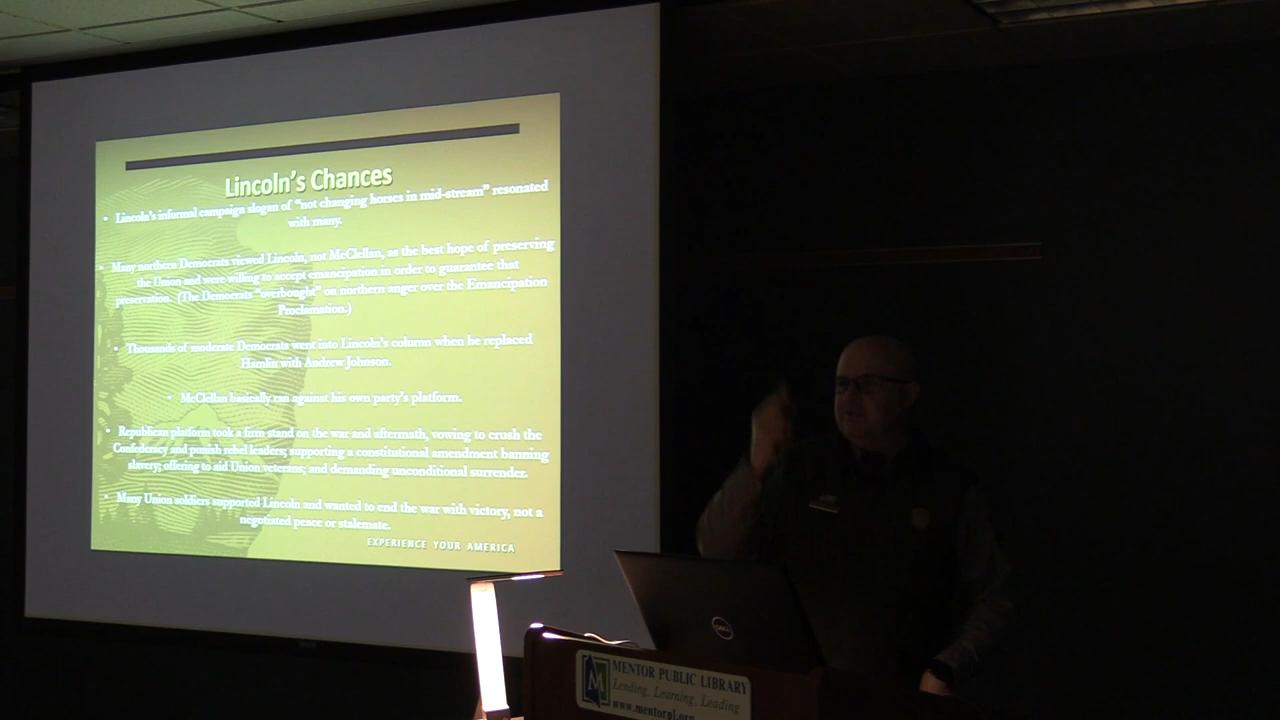 Lincoln's Chances
• Lincoln's informal campaign slogan of "not changing horses in mid-stream" resonated
with many.
• Many northern Democrats viewed Lincoln, not McClellan, as the best hope of preserving
the Union and were willing to accept emancipation in order to guarantee that
preservation. (The Democrats "overbought" on northern anger over the Emancipation
Proclamation.)
• Thousands of moderate Democrats went into Lincoln's column when he replaced
Hamlin with Andrew Johnson.
• McClellan basically ran against his own party's platform.
• Republican platform took a firm stand on the war and aftermath, vowing to crush the
Confederacy and punish rebel leaders; supporting a constitutional amendment banning
slavery; offering to aid Union veterans; and demanding unconditional surrender.
• Many Union soldiers supported Lincoln and wanted to end the war with victory, not a
negotiated peace or stalemate.
EXPERIENCE YOUR AMERICA
DELL
M
MENTOR PUBLIC LIBRARY
Lending, Learning, Leading
www.mentorpl.org